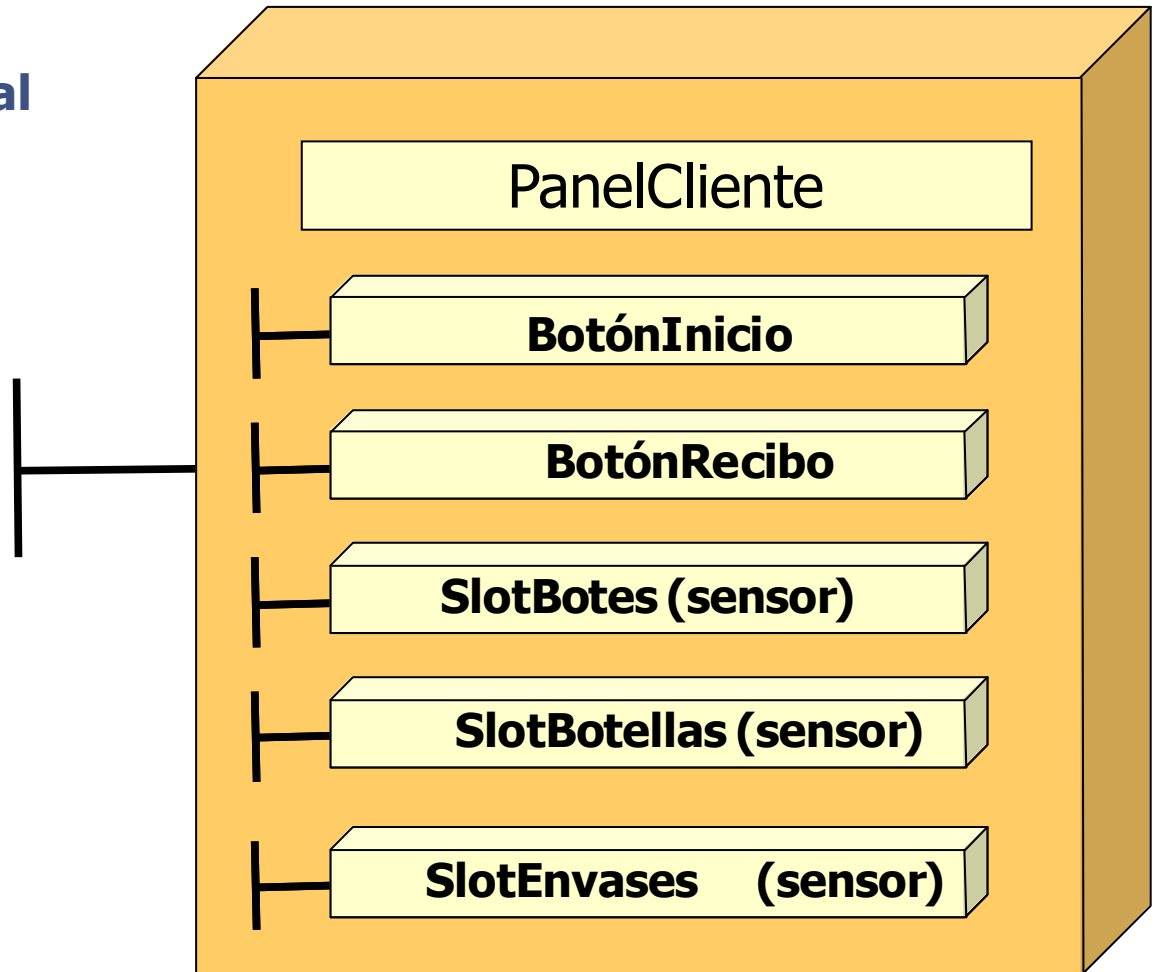 al
PanelCliente
BotónInicio
BotónRecibo
SlotBotes (sensor)
SlotBotellas (sensor)
SlotEnvases (sensor)